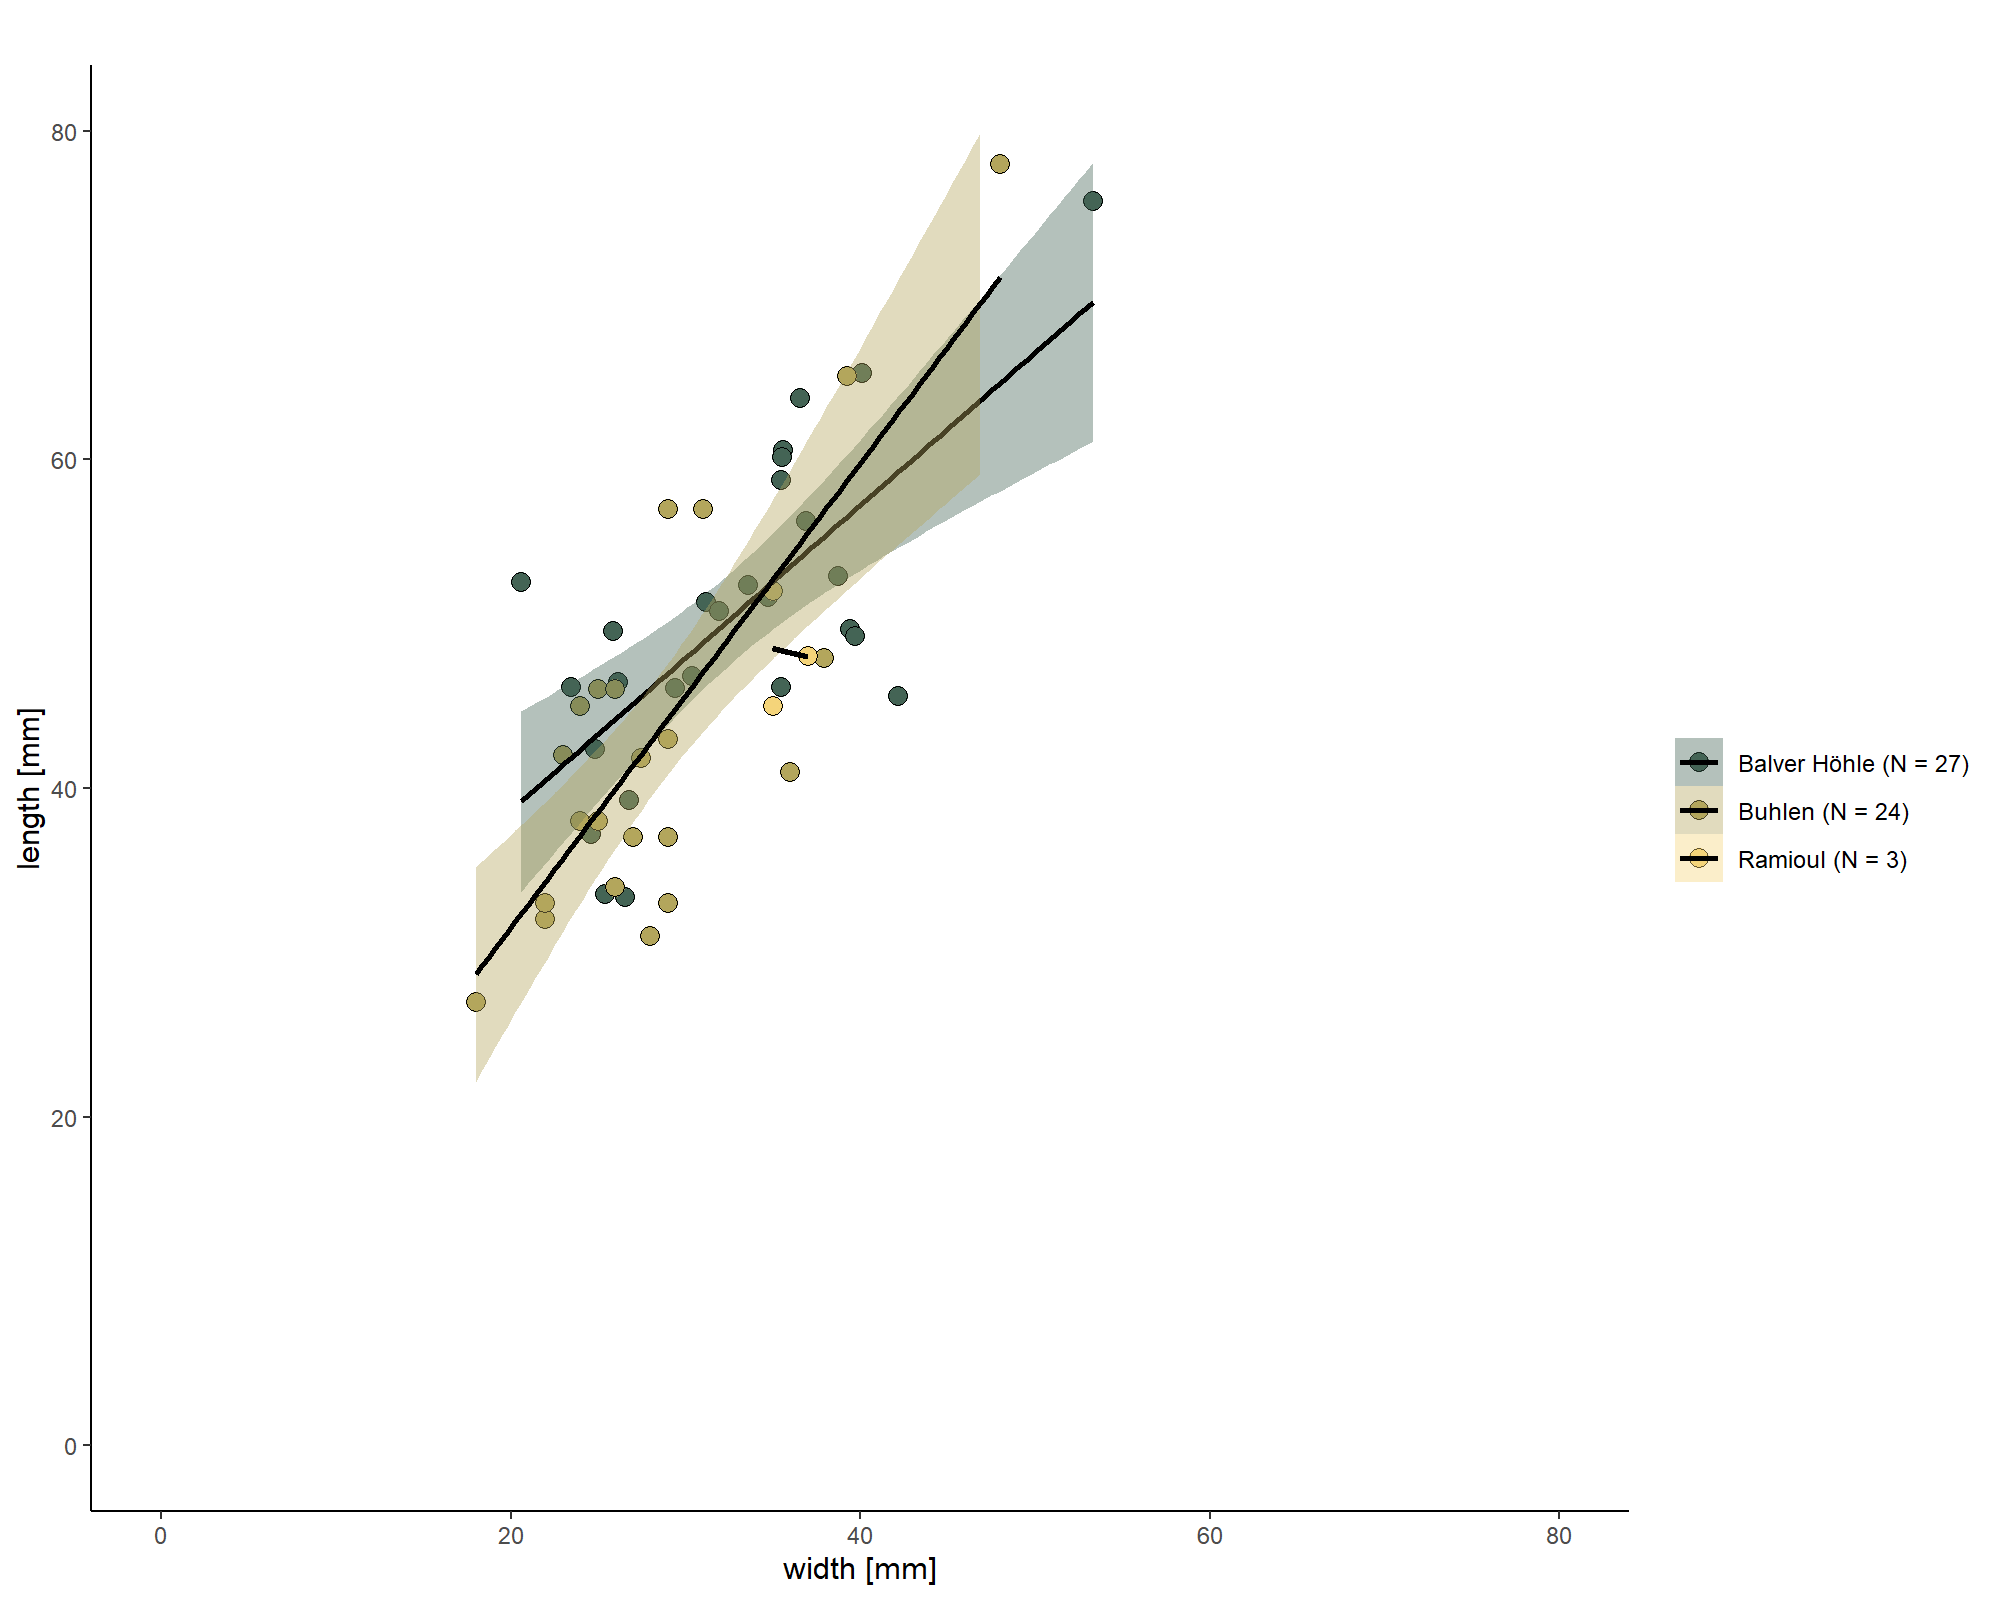 80
60
40
20
0
length [mm]
0 20 40 60 80
width [mm]
Balver Höhle (N = 27)
Buhlen (N = 24)
Ramioul (N = 3)